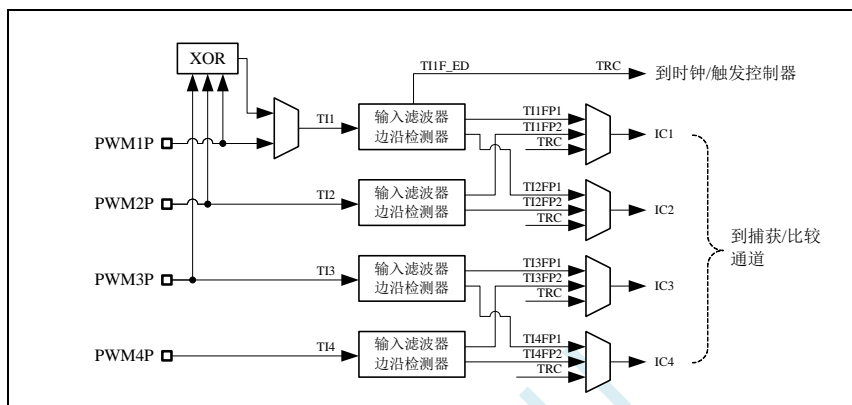 XOR
TI1F_ED
TRC
到时钟/触发控制器
PWM1P
TI1
输入滤波器
边沿检测器
TI1FP1
TI1FP2
TRC
IC1
PWM2P
TI2
输入滤波器
边沿检测器
TI2FP1
TI2FP2
TRC
IC2
到捕获/比较
通道
PWM3P
TI3
输入滤波器
边沿检测器
TI3FP1
TI3FP2
TRC
IC3
PWM4P
TI4
输入滤波器
边沿检测器
TI4FP1
TI4FP2
TRC
IC4